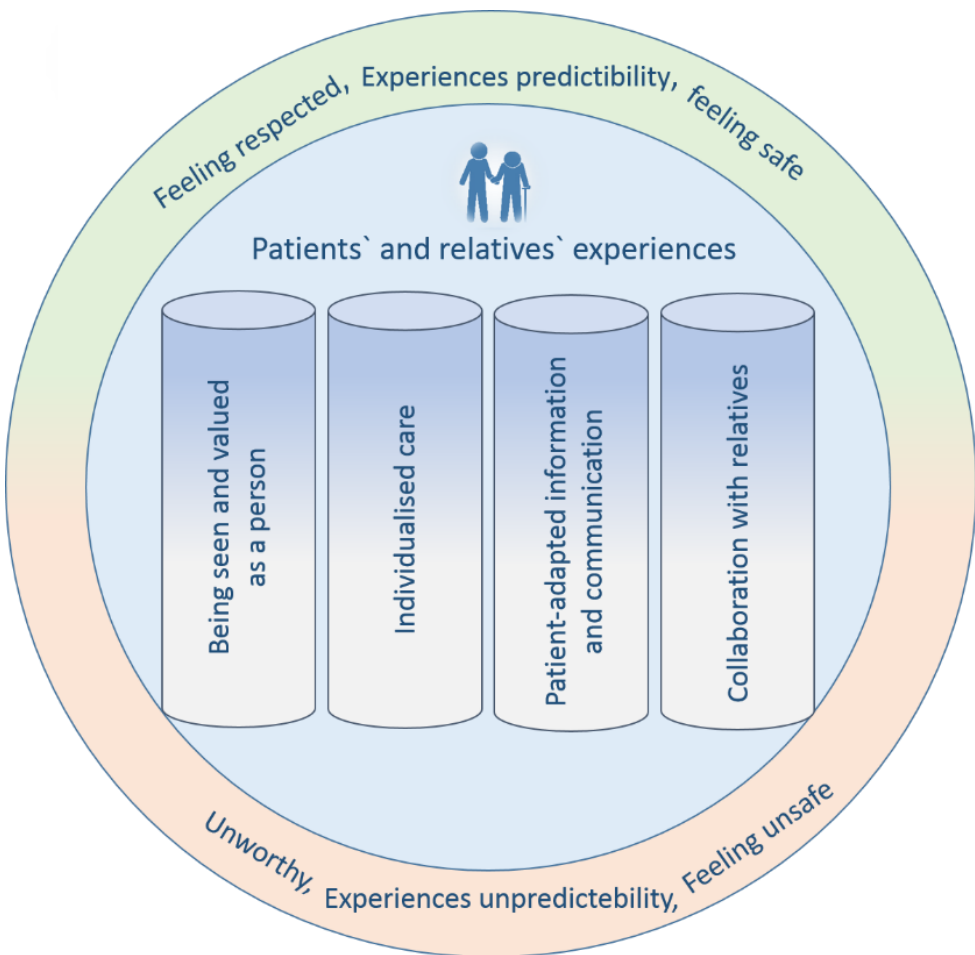 Feeling respected, Experiences predictibility, feeling safe
Patients` and relatives` experiences
Being seen and valued
as a person
Individualised care
Patient-adapted information
and communication
Collaboration with relatives
Unworthy, Experiences unpredictebility, Feeling unsafe